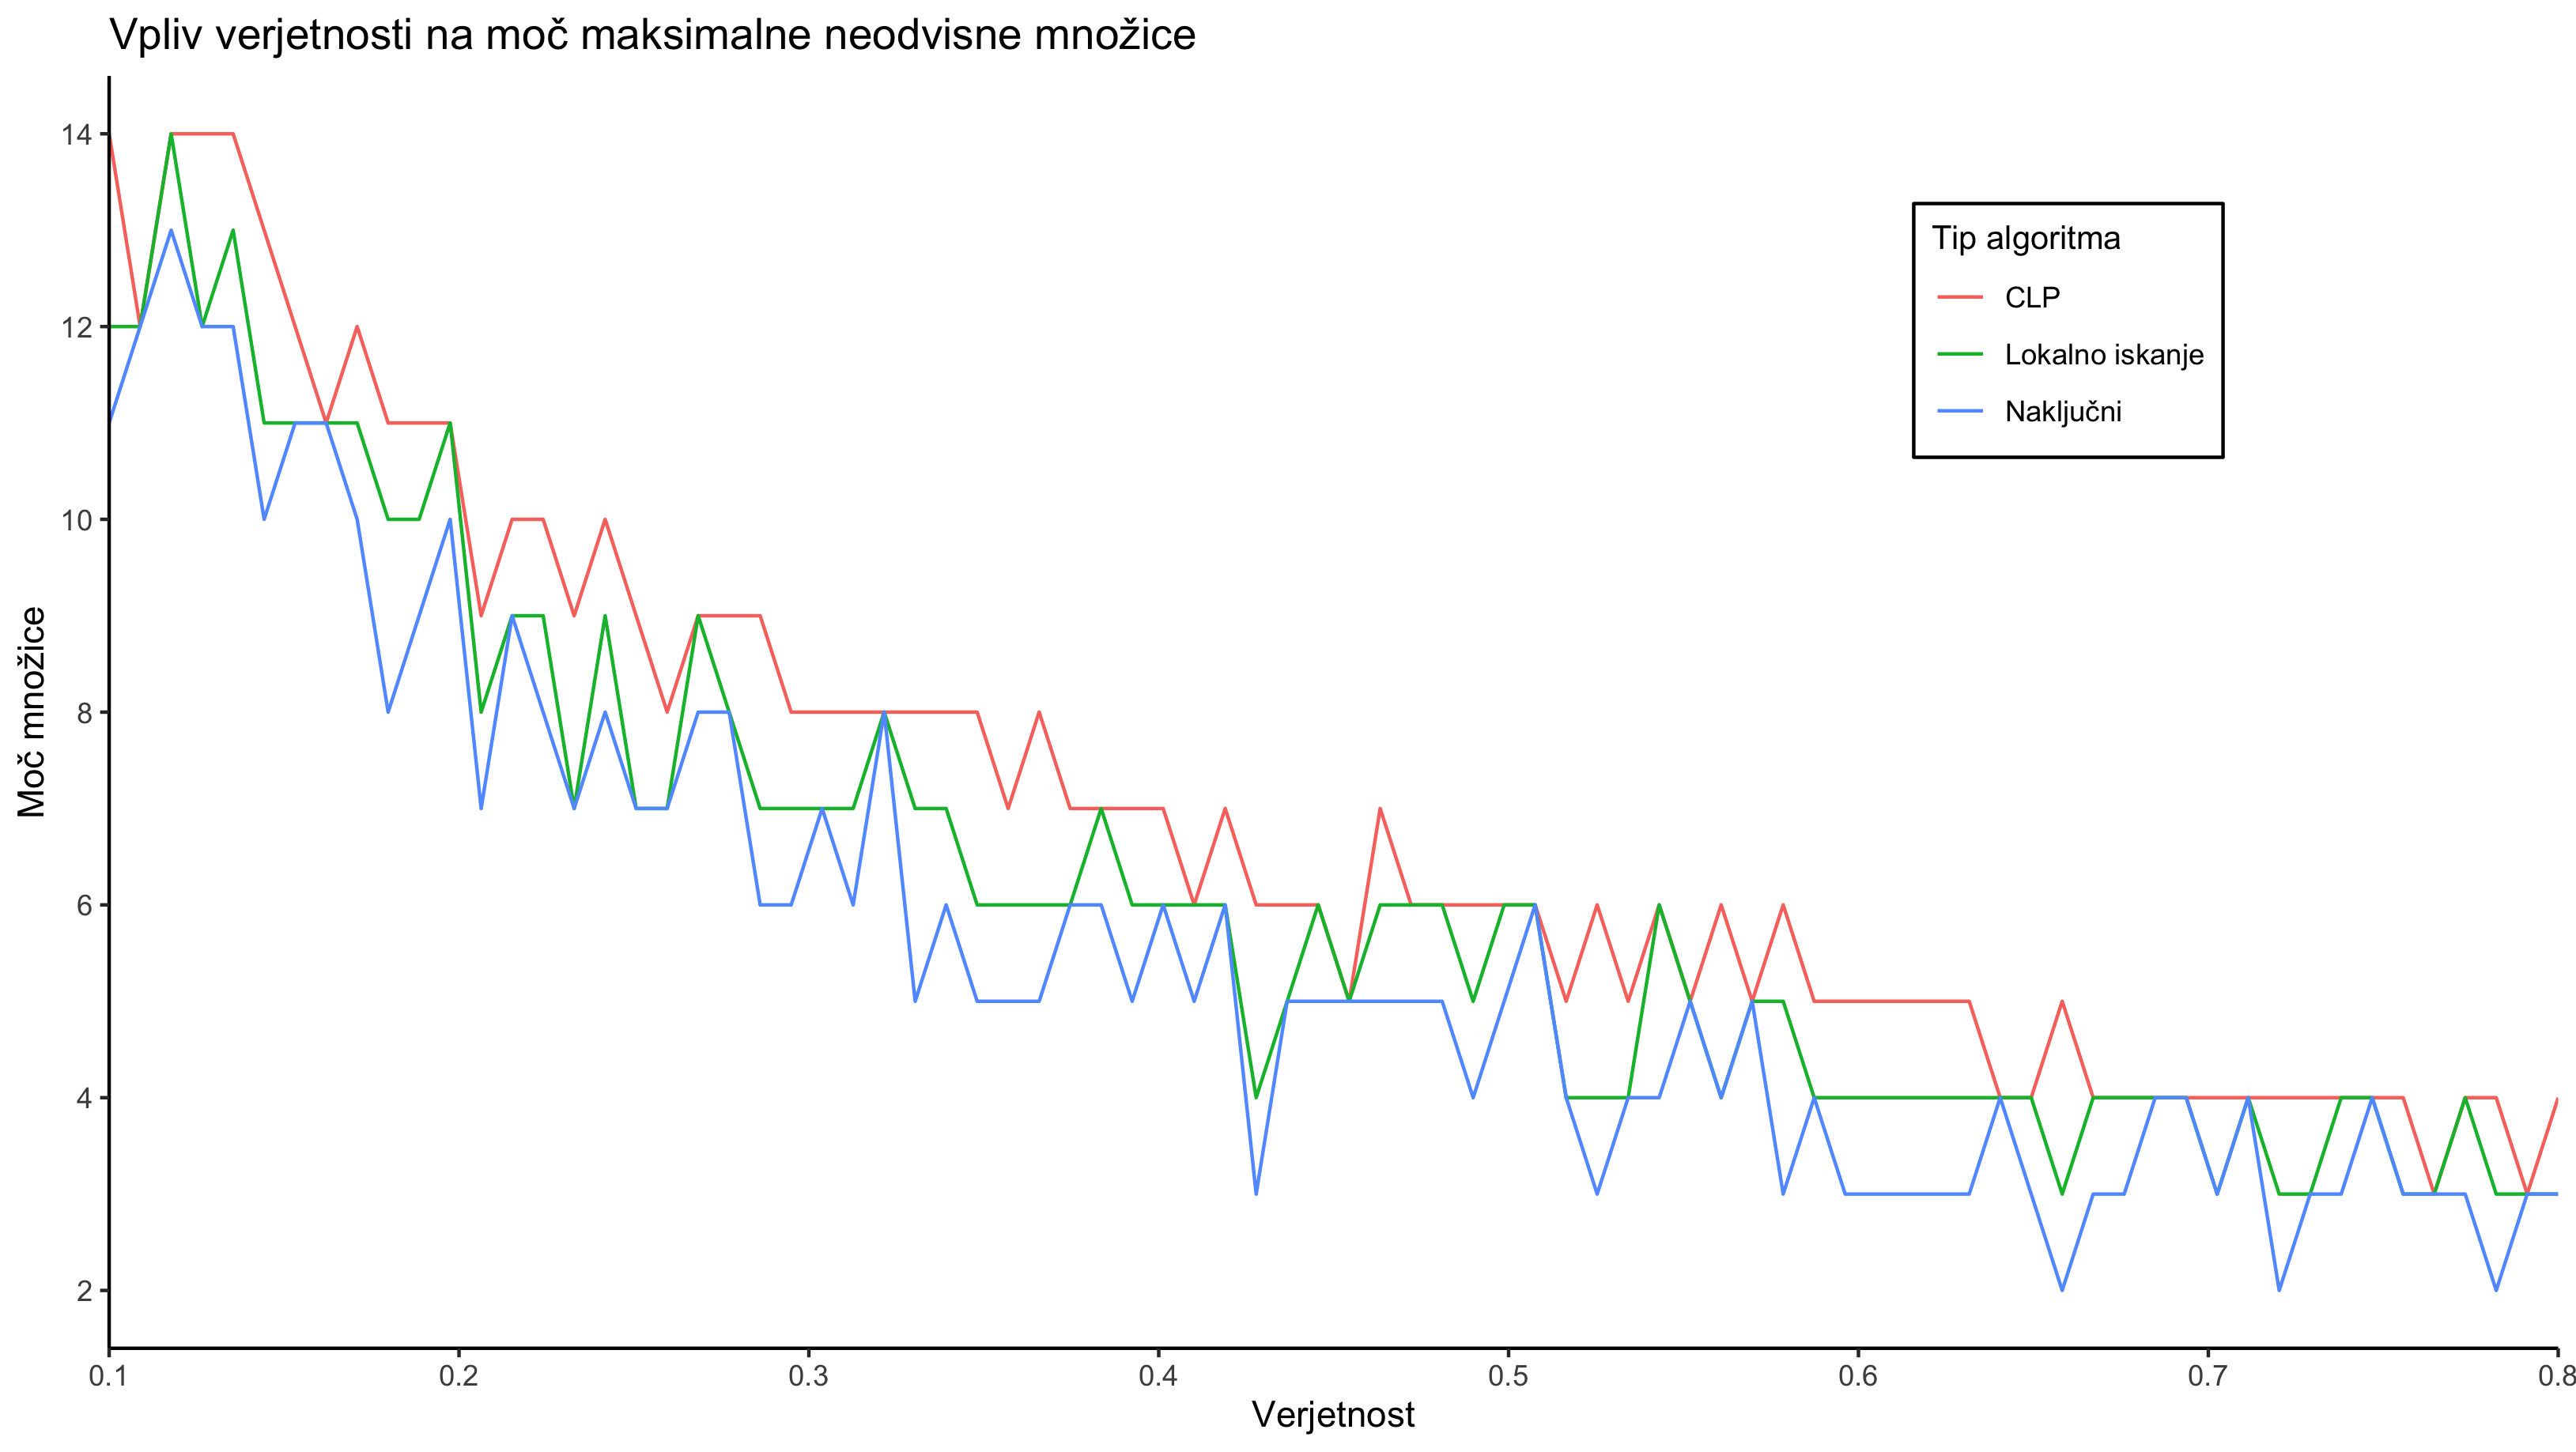 Vpliv verjetnosti na moč maksimalne neodvisne množice
14
12
10
8
6
4
2
Moč množice
Tip algoritma
CLP
Lokalno iskanje
Naključni
0.1 0.2 0.3 0.4 0.5 0.6 0.7 0.8
Verjetnost